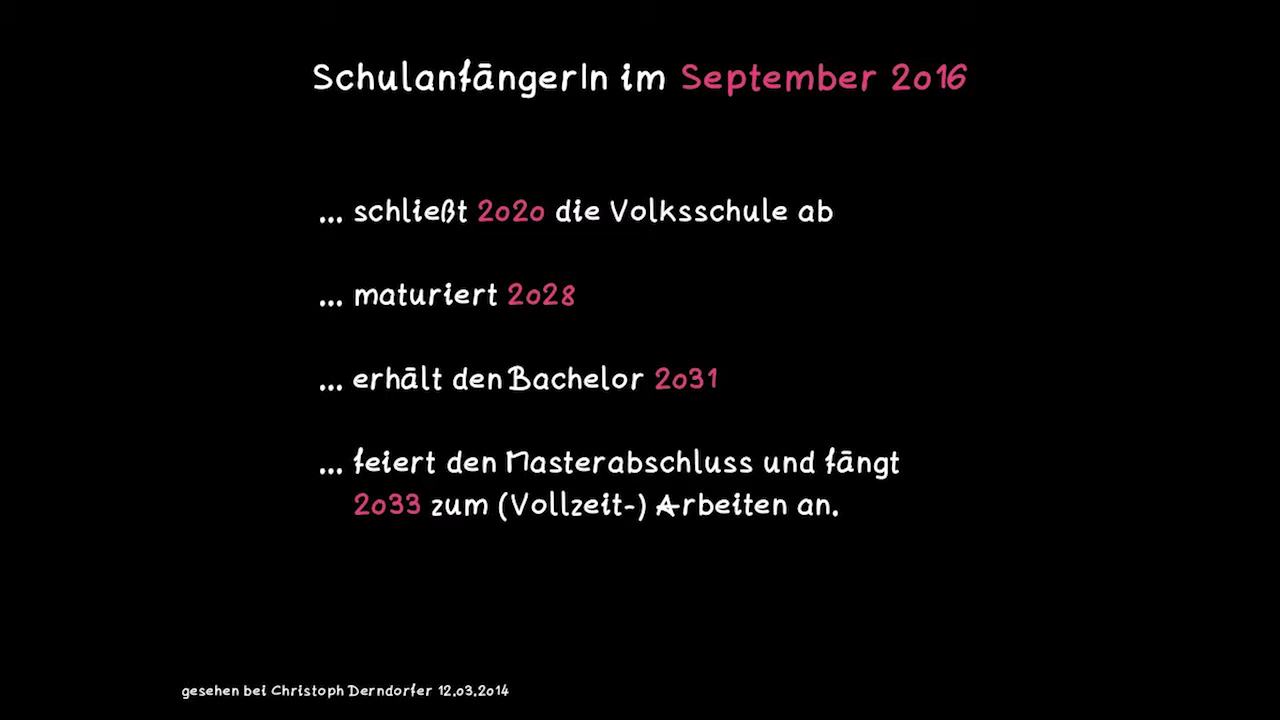 SchulanfängerIn im September 2016
... schließt 2020 die Volksschule ab
... maturiert 2028
... erhält den Bachelor 2031
... feiert den Masterabschluss und fängt
2033 zum (Vollzeit-) Arbeiten an.
gesehen bei Christoph Derndorfer 12.03.2014